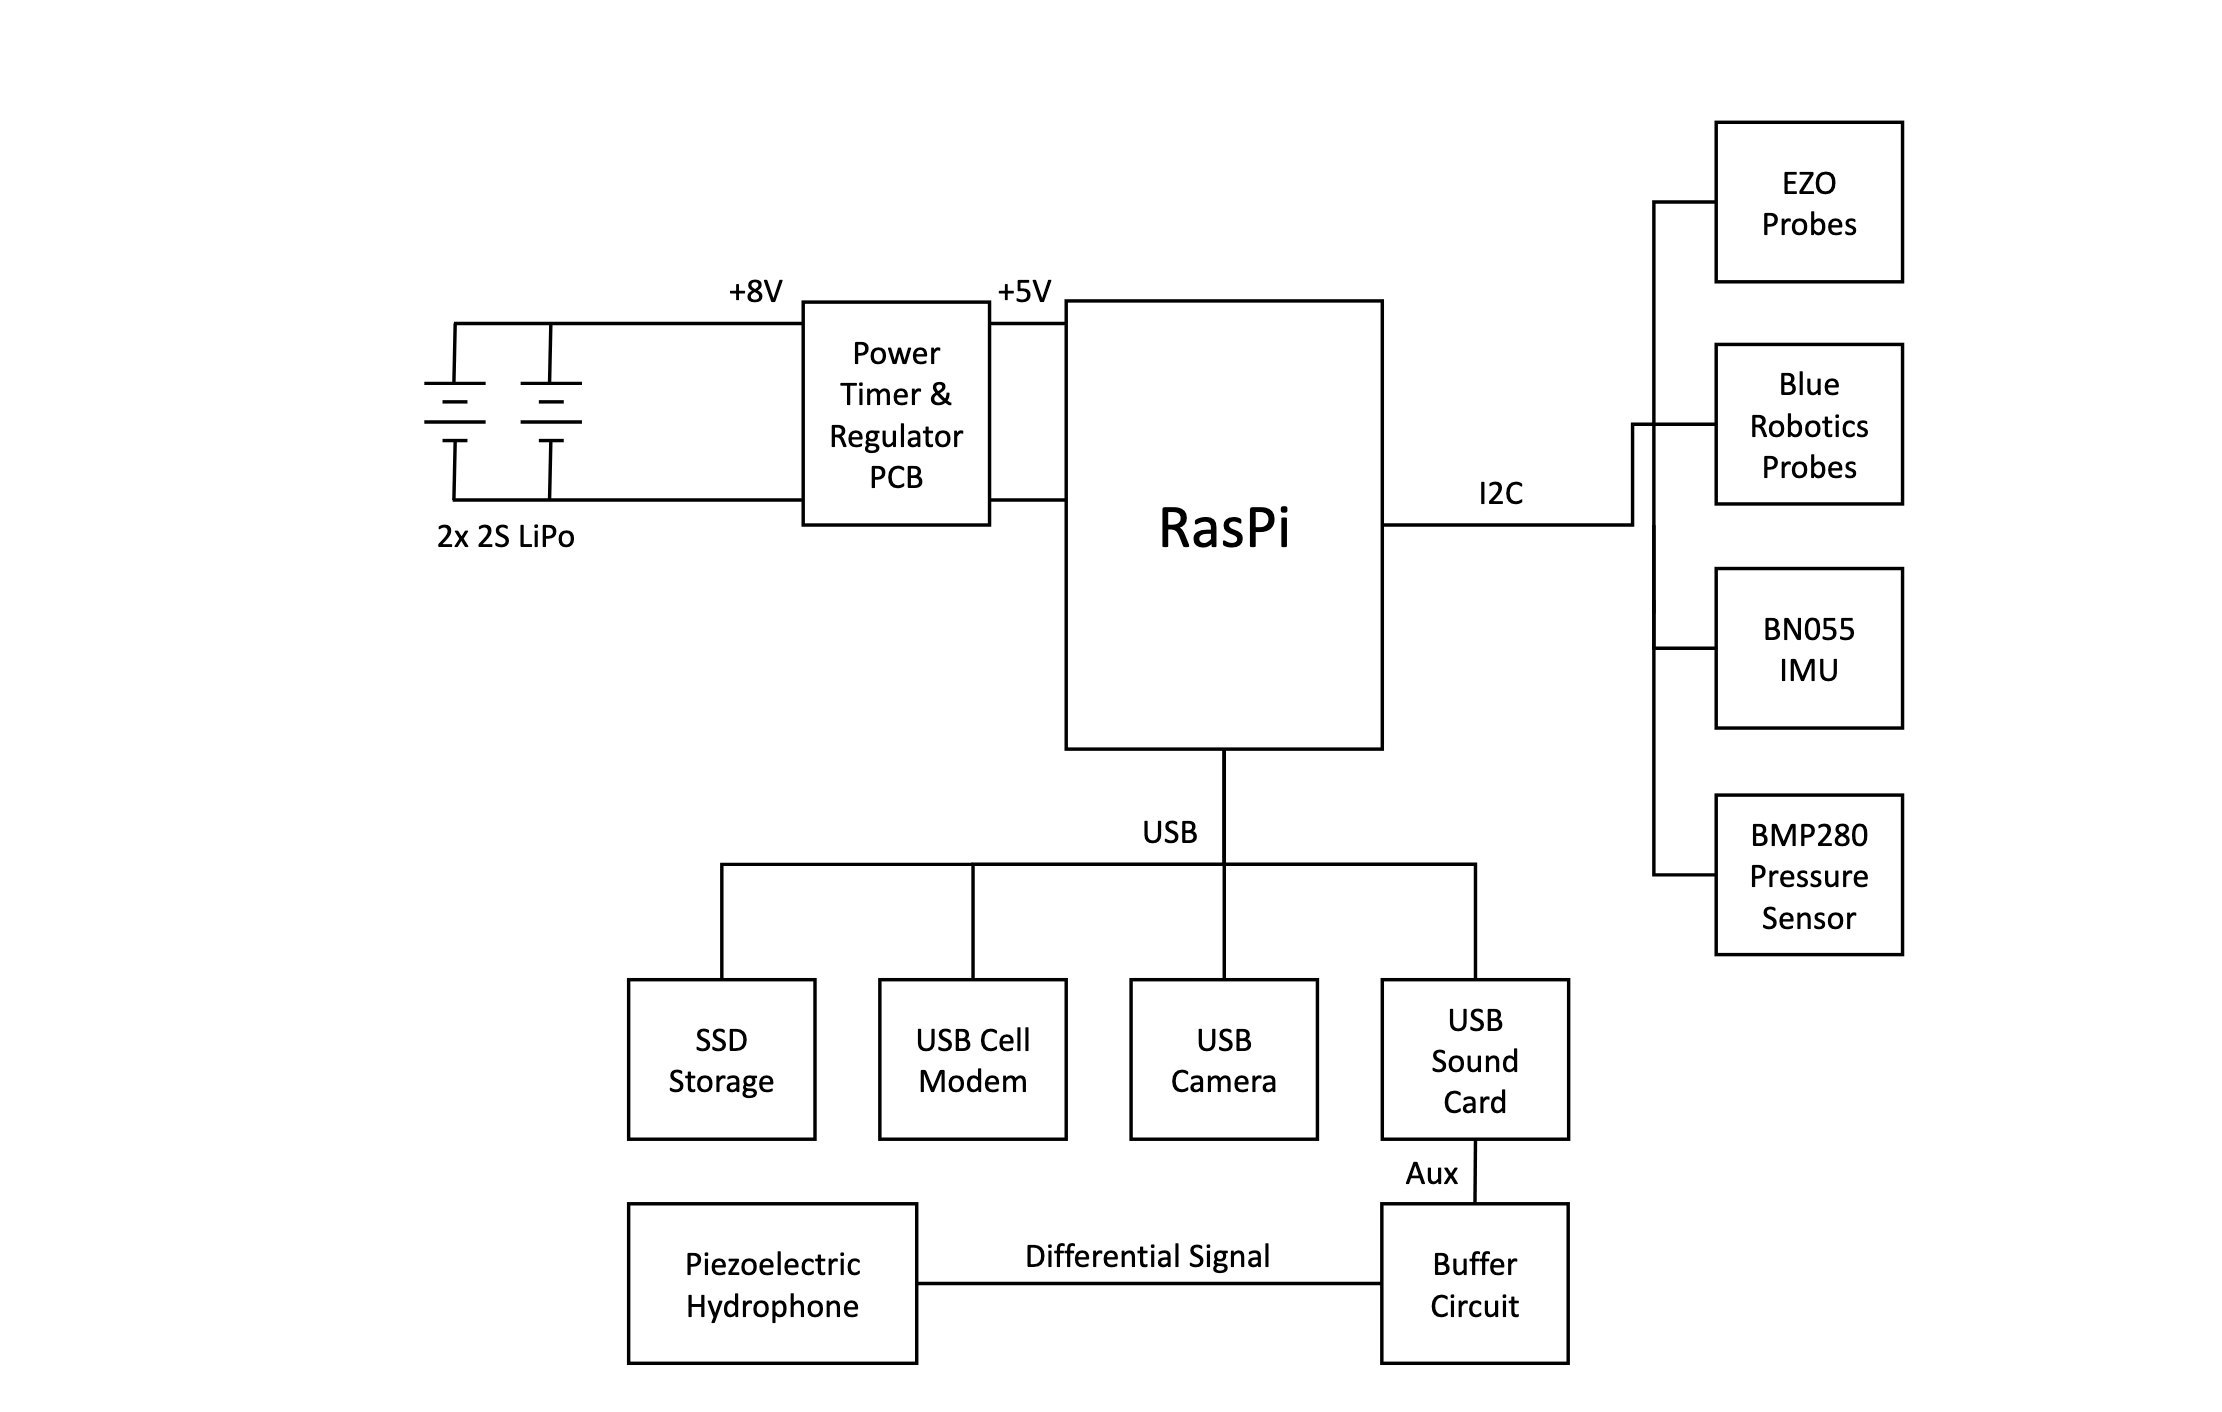 EZO
Probes
+8V
+5V
Power
Timer &
Regulator
PCB
Blue
Robotics
Probes
2x 2S LiPo
RasPi
I2C
BN055
IMU
USB
BMP280
Pressure
Sensor
SSD
Storage
USB Cell
Modem
USB
Camera
USB
Sound
Card
Aux
Piezoelectric
Hydrophone
Differential Signal
Buffer
Circuit